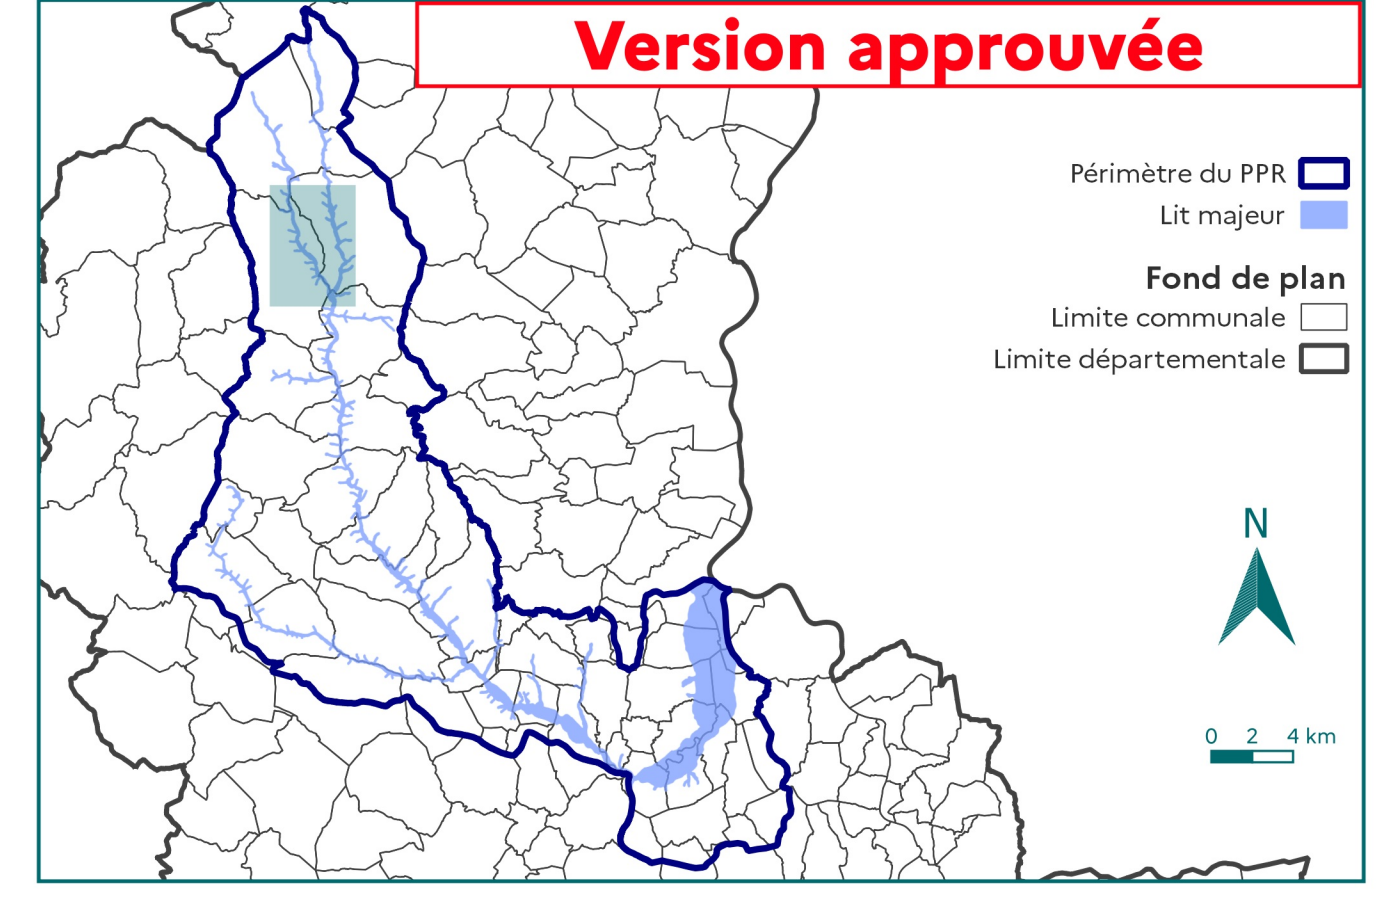 Version approuvée
Périmètre du PPR
Lit majeur
Fond de plan
Limite communale
Limite départementale
N
0 2 4 km